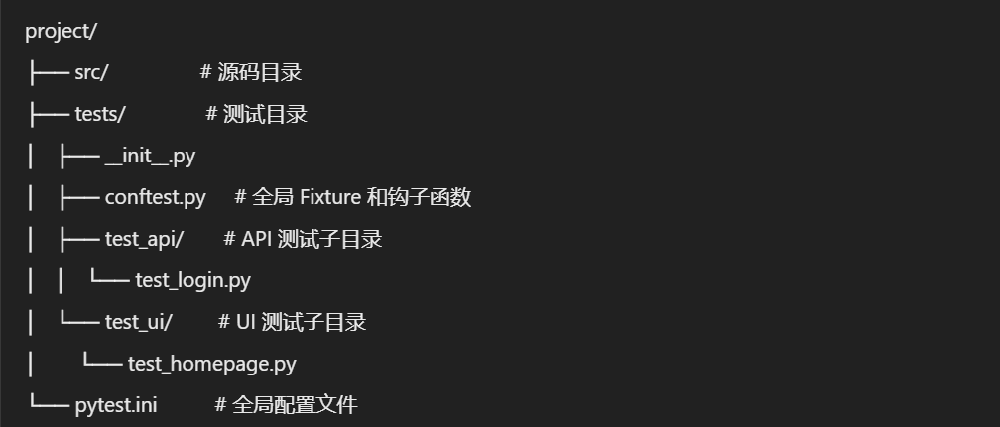 project/
├── src/ # 源码目录
├── tests/ # 测试目录
│ ├── __init__.py
│ ├── conftest.py # 全局 Fixture 和钩子函数
│ ├── test_api/ # API 测试子目录
│ │ └── test_login.py
│ └── test_ui/ # UI 测试子目录
│ └── test_homepage.py
└── pytest.ini # 全局配置文件